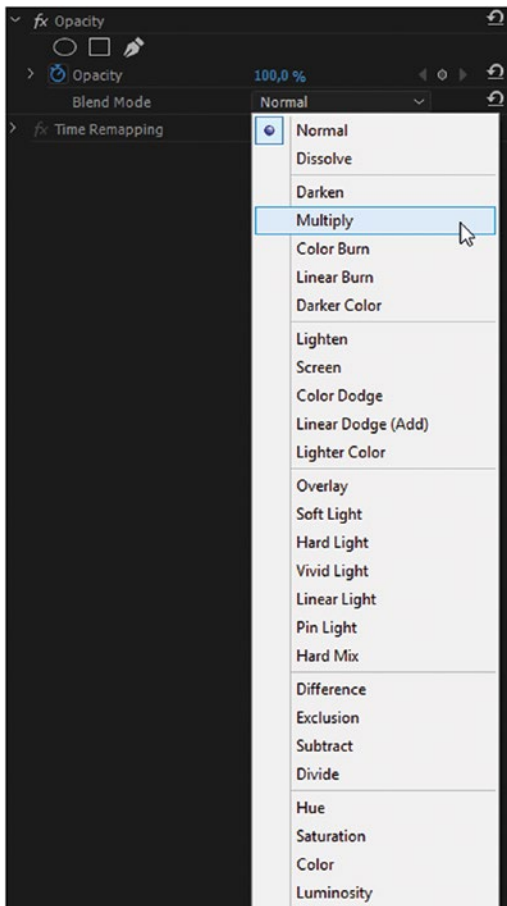 fx Opacity
Opacity 100,0 %
Blend Mode Normal
fx Time Remapping
Normal
Dissolve
Darken
Multiply
Color Burn
Linear Burn
Darker Color
Lighten
Screen
Color Dodge
Linear Dodge (Add)
Lighter Color
Overlay
Soft Light
Hard Light
Vivid Light
Linear Light
Pin Light
Hard Mix
Difference
Exclusion
Subtract
Divide
Hue
Saturation
Color
Luminosity